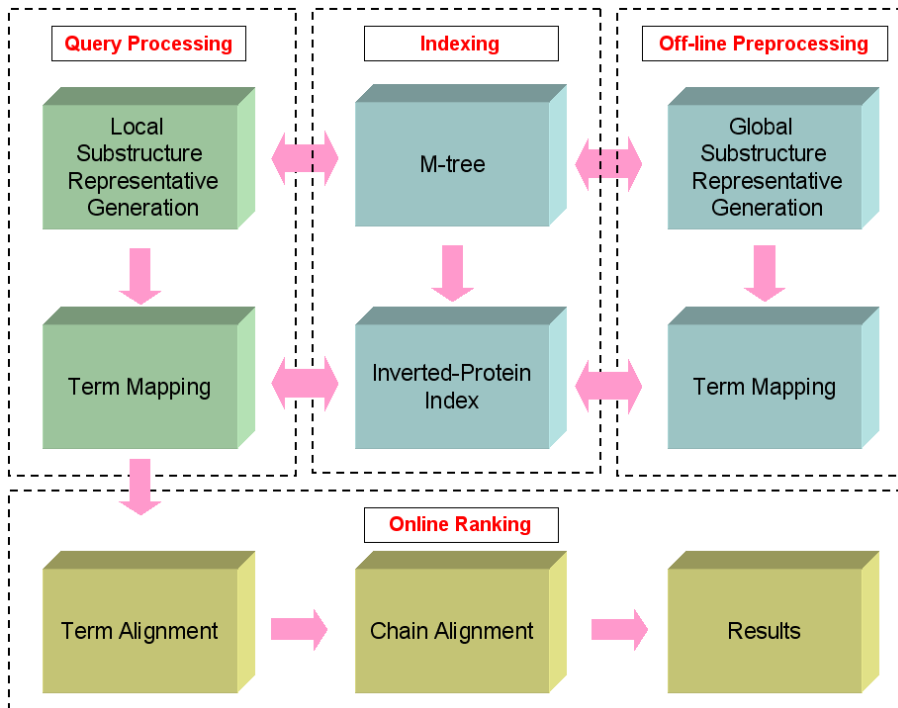 Query Processing
Indexing
Off-line Preprocessing
Local
Substructure
Representative
Generation
M-tree
Global
Substructure
Representative
Generation
Term Mapping
Inverted-Protein
Index
Term Mapping
Online Ranking
Term Alignment
Chain Alignment
Results